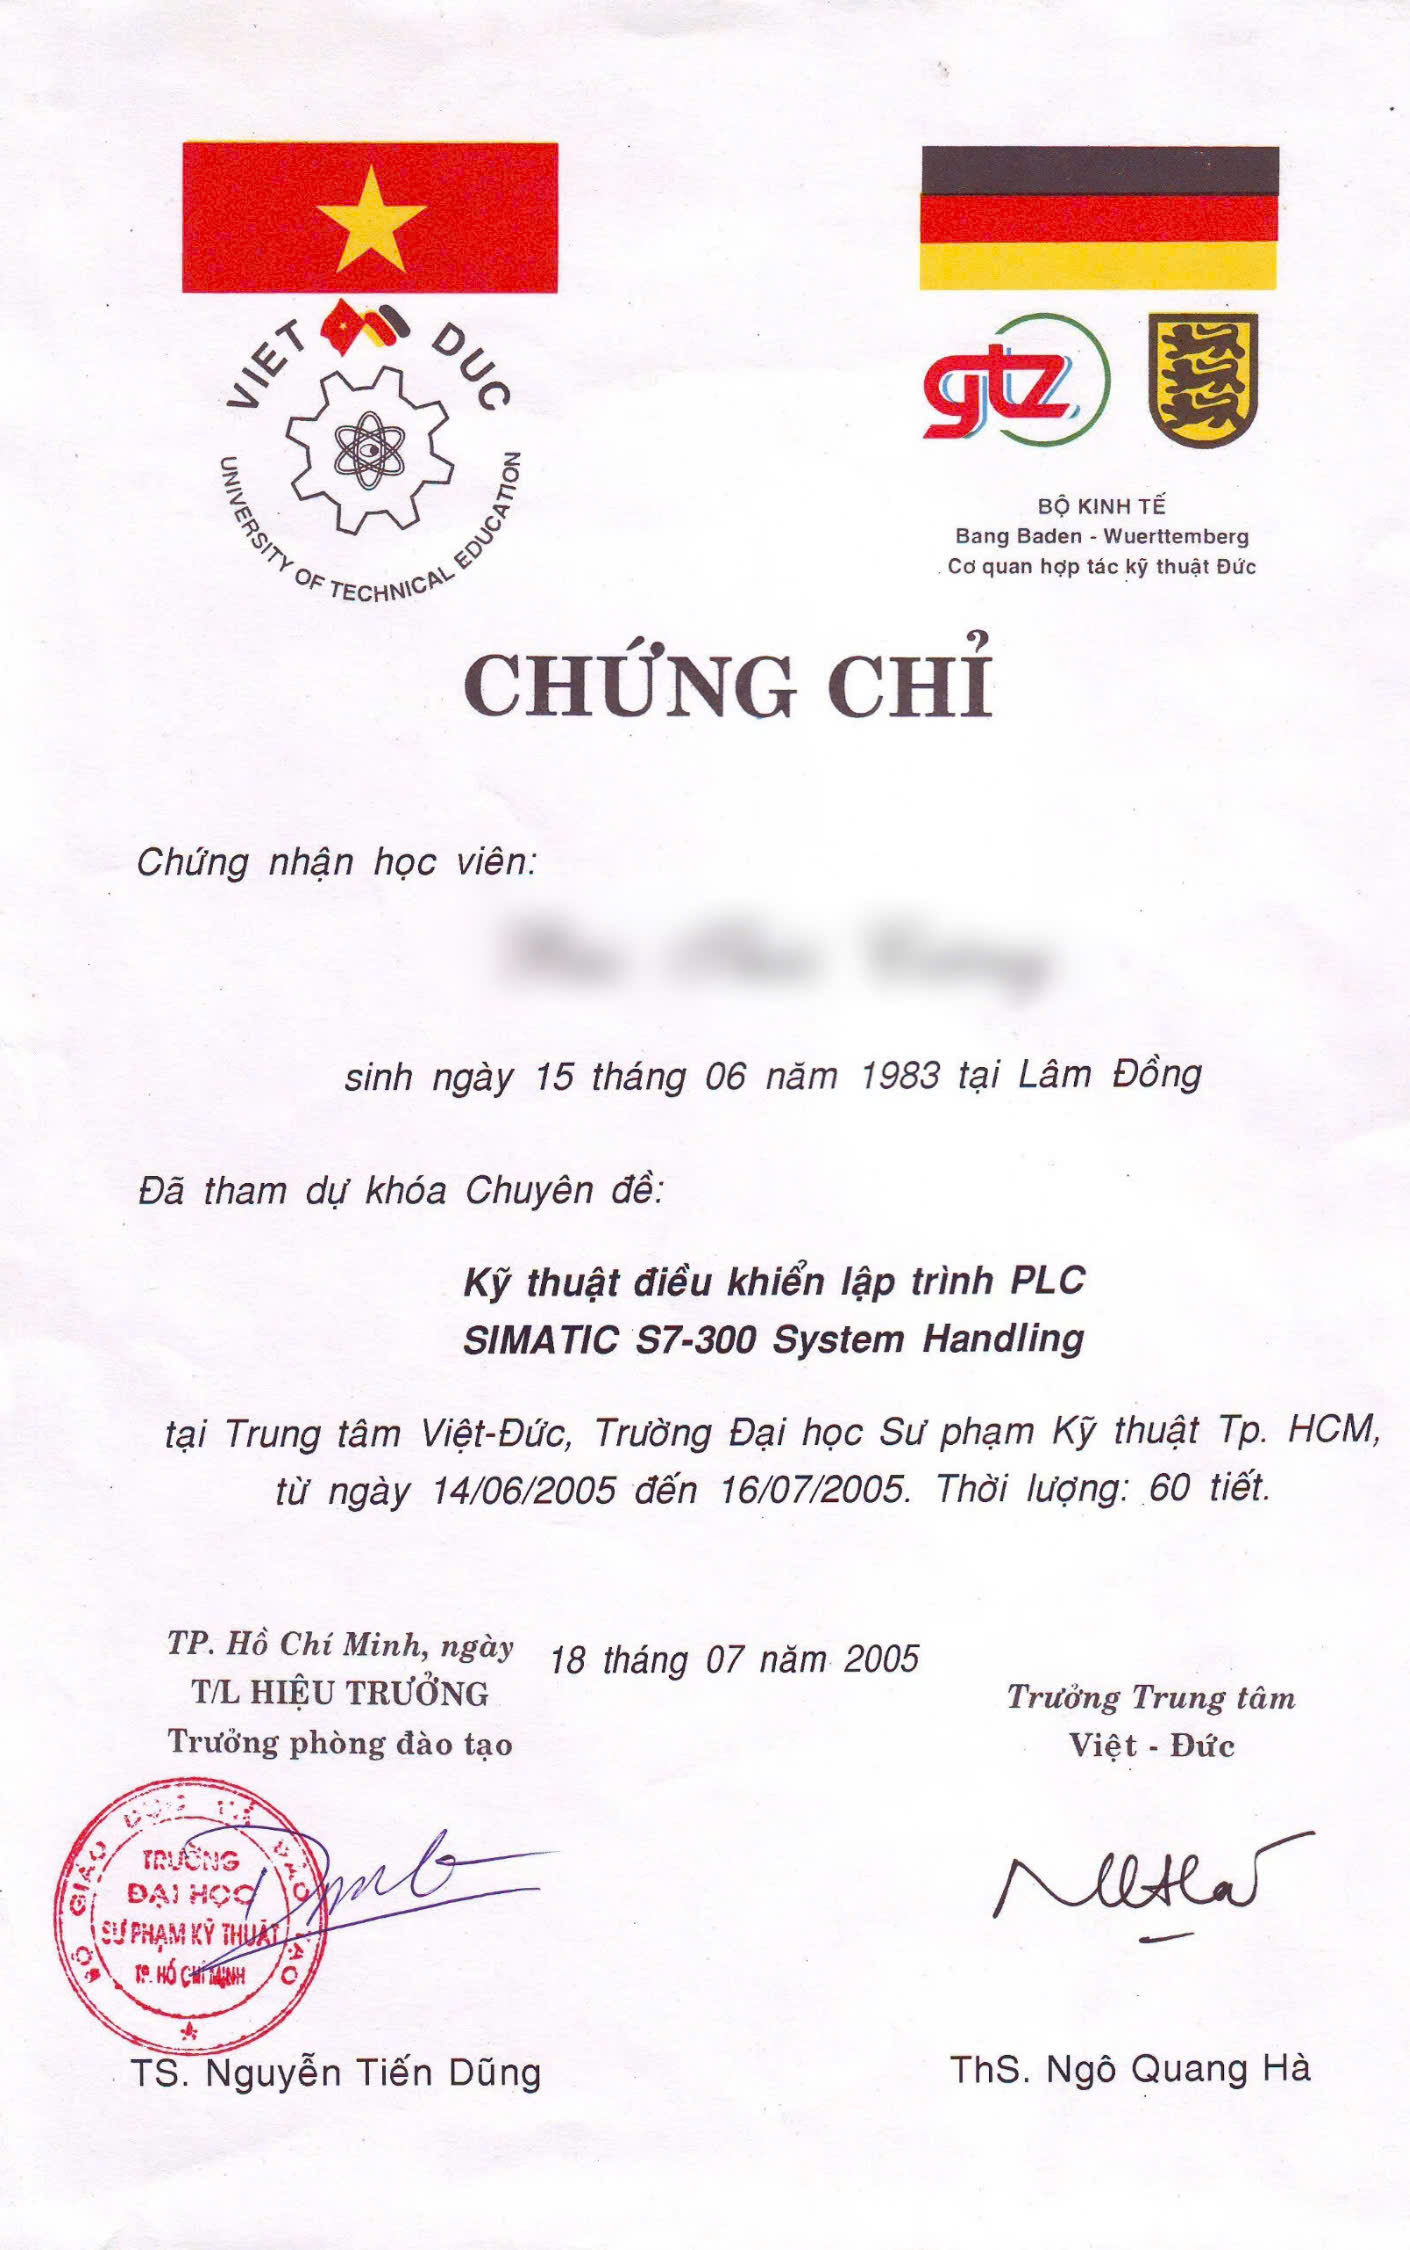 VIET DUC
UNIVERSITY OF TECHNICAL EDUCATION
gtz
BỘ KINH TẾ
Bang Baden - Wuerttemberg
Cơ quan hợp tác kỹ thuật Đức
CHỨNG CHỈ
Chứng nhận học viên:
sinh ngày 15 tháng 06 năm 1983 tại Lâm Đồng
Đã tham dự khóa Chuyên đề:
Kỹ thuật điều khiển lập trình PLC
SIMATIC S7-300 System Handling
tại Trung tâm Việt-Đức, Trường Đại học Sư phạm Kỹ thuật Tp. HCM,
từ ngày 14/06/2005 đến 16/07/2005. Thời lượng: 60 tiết.
TP. Hồ Chí Minh, ngày 18 tháng 07 năm 2005
T/L HIỆU TRƯỞNG
Trưởng phòng đào tạo
Trưởng Trung tâm
Việt - Đức
BỘ GIÁO DỤC VÀ ĐÀO TẠO
TRƯỜNG
ĐẠI HỌC
SƯ PHẠM KỸ THUẬT
TP. HỒ CHÍ MINH
TS. Nguyễn Tiến Dũng
ThS. Ngô Quang Hà